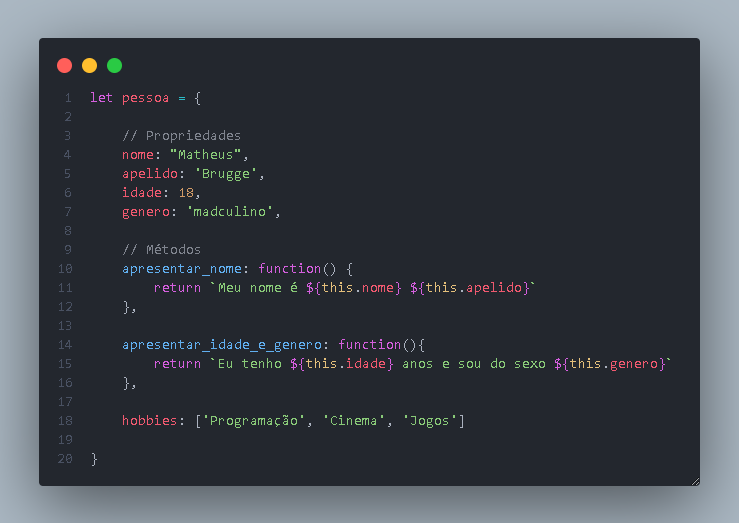 1 let pessoa = {
2
3 // Propriedades
4 nome: "Matheus",
5 apelido: 'Brugge',
6 idade: 18,
7 genero: 'madculino',
8
9 // Métodos
10 apresentar_nome: function() {
11 return `Meu nome é ${this.nome} ${this.apelido}`
12 },
13
14 apresentar_idade_e_genero: function(){
15 return `Eu tenho ${this.idade} anos e sou do sexo ${this.genero}`
16 },
17
18 hobbies: ['Programação', 'Cinema', 'Jogos']
19
20 }